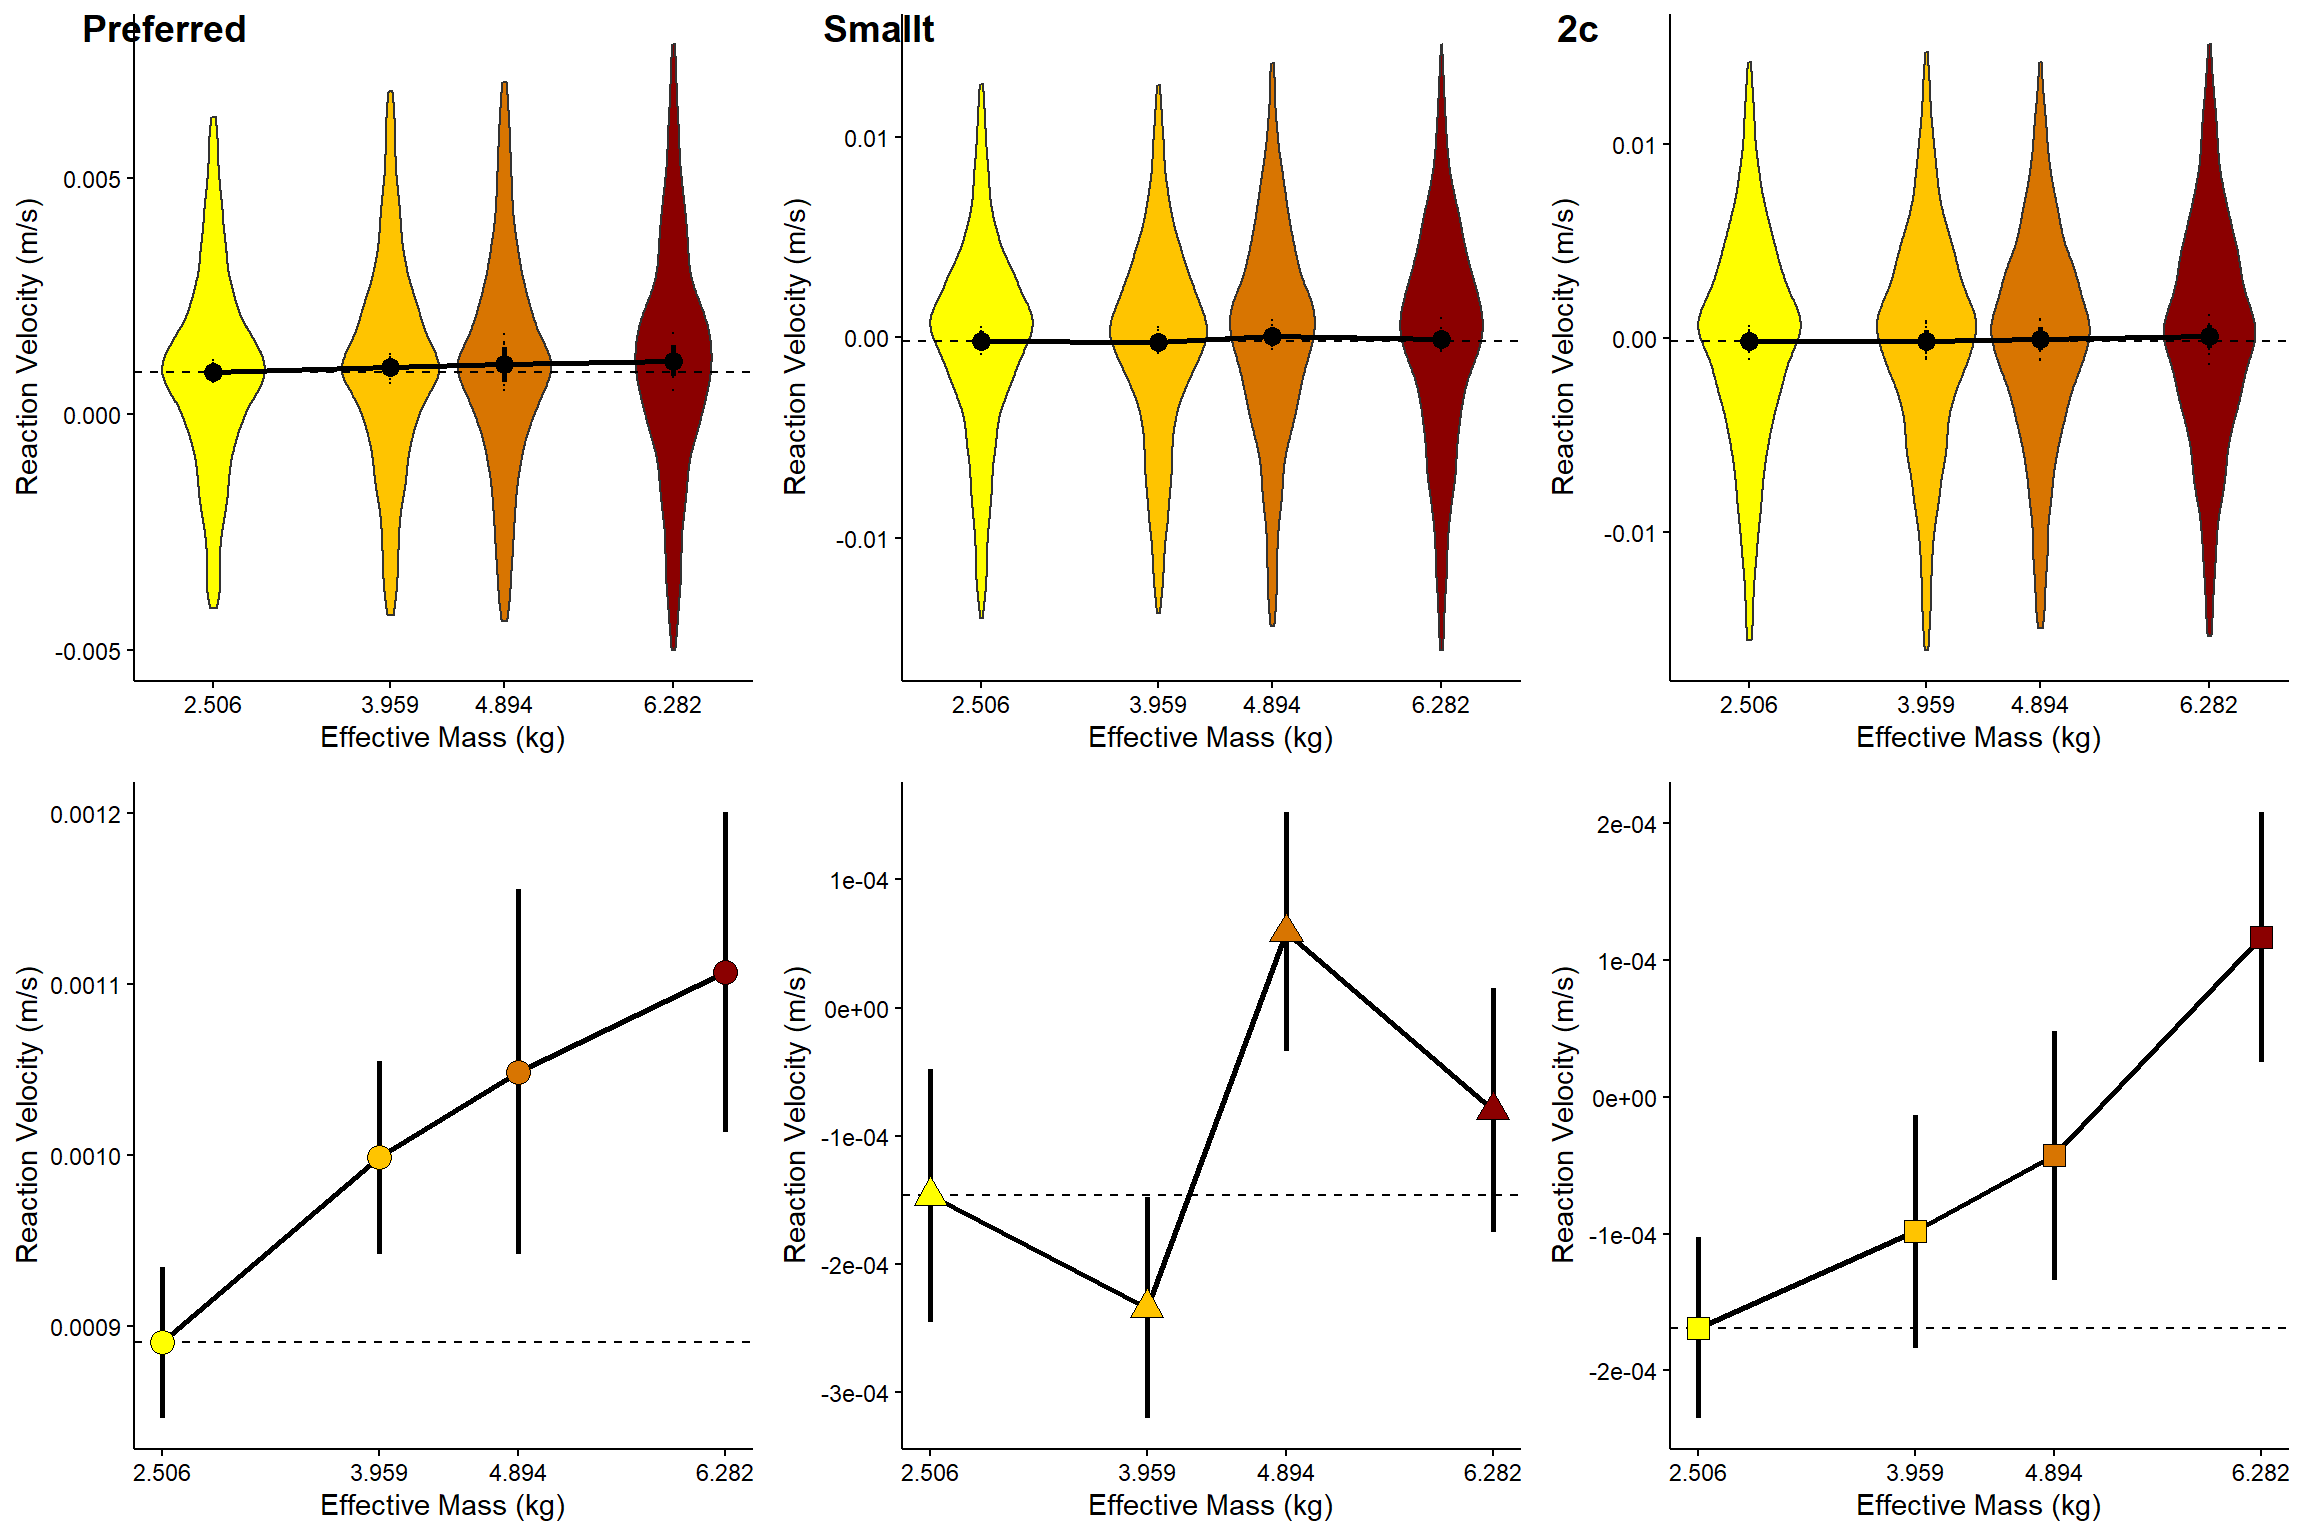 Preferred
Smallt
2c
Reaction Velocity (m/s)
0.005
0.000
-0.005
2.506 3.959 4.894 6.282
Effective Mass (kg)
Reaction Velocity (m/s)
0.01
0.00
-0.01
2.506 3.959 4.894 6.282
Effective Mass (kg)
Reaction Velocity (m/s)
0.01
0.00
-0.01
2.506 3.959 4.894 6.282
Effective Mass (kg)
Reaction Velocity (m/s)
0.0012
0.0011
0.0010
0.0009
2.506 3.959 4.894 6.282
Effective Mass (kg)
Reaction Velocity (m/s)
1e-04
0e+00
-1e-04
-2e-04
-3e-04
2.506 3.959 4.894 6.282
Effective Mass (kg)
Reaction Velocity (m/s)
2e-04
1e-04
0e+00
-1e-04
-2e-04
2.506 3.959 4.894 6.282
Effective Mass (kg)